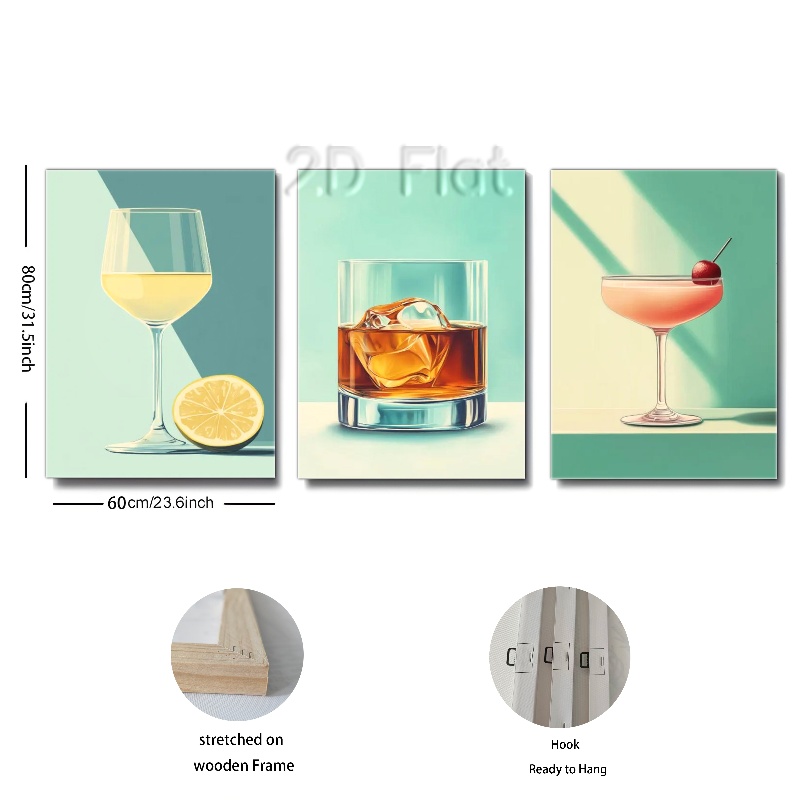 2D Flat
80cm/31.5inch
60cm/23.6inch
stretched on
wooden Frame
Hook
Ready to Hang